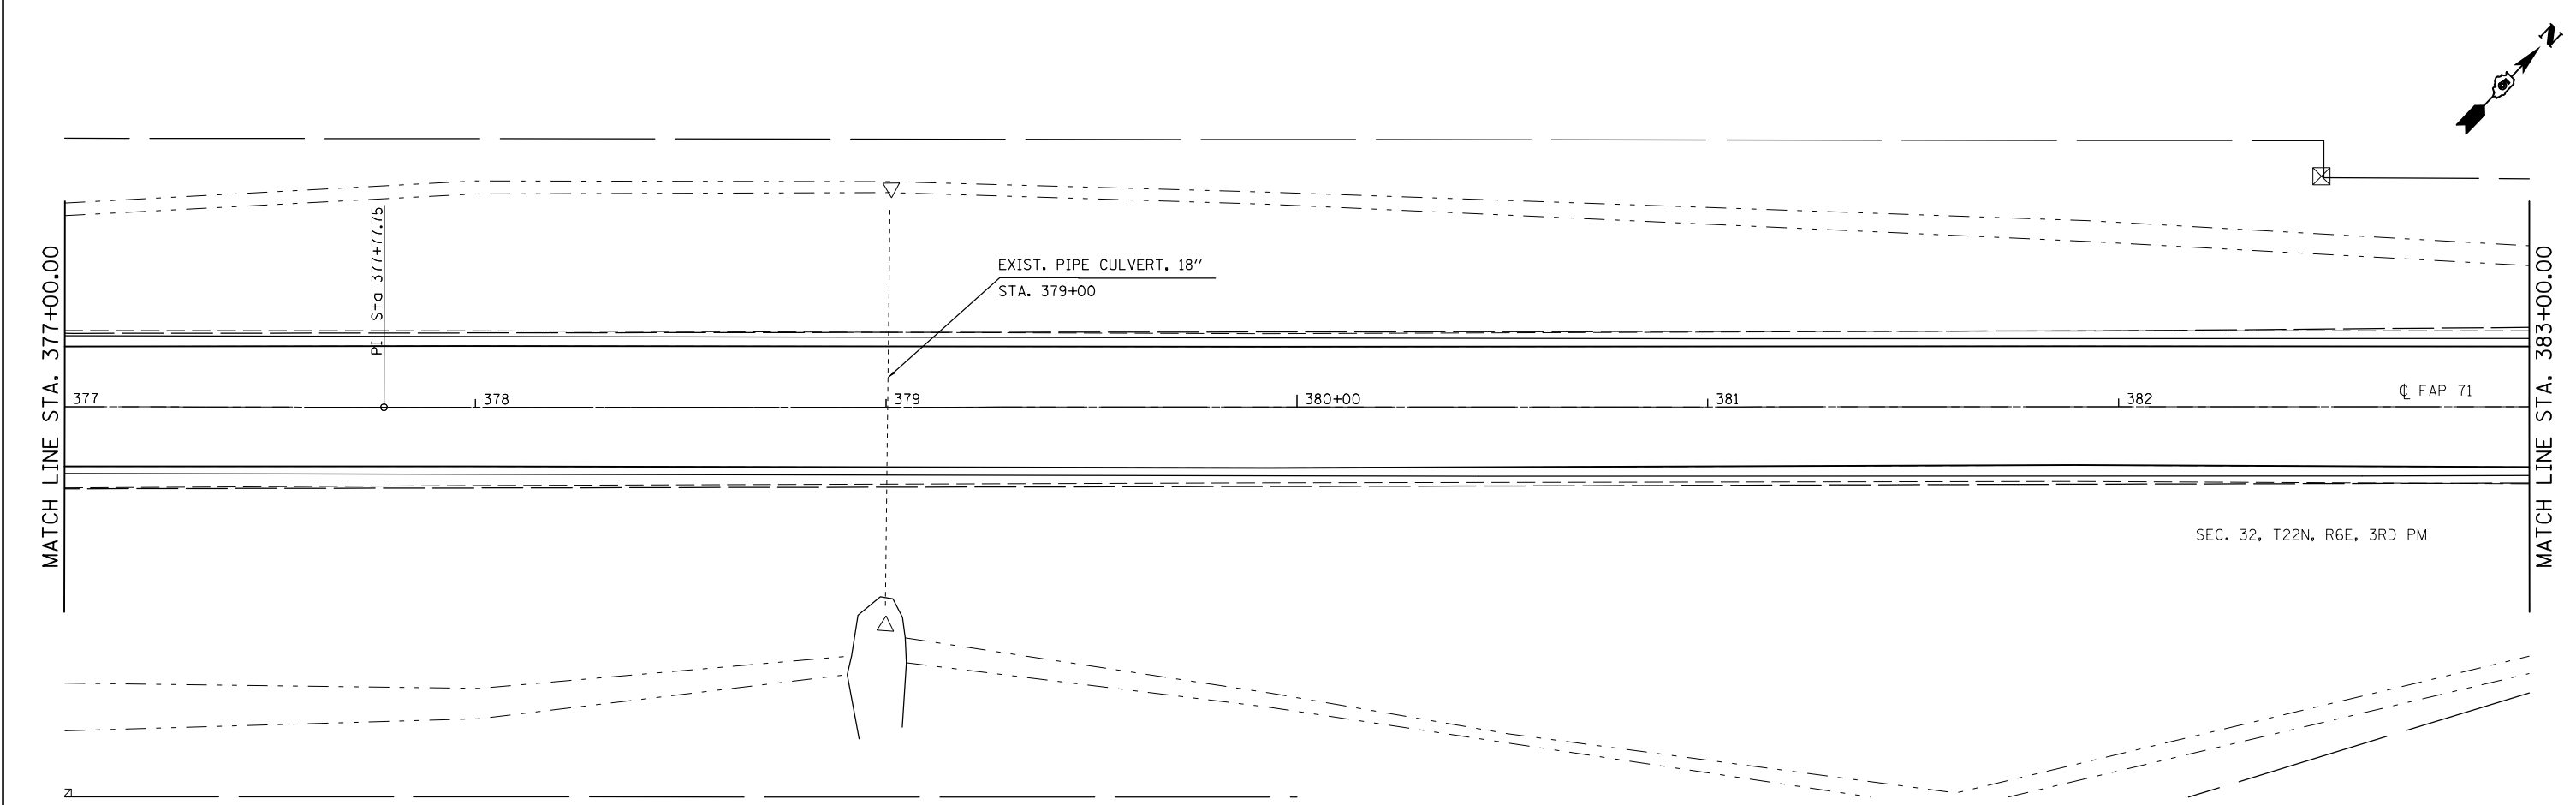 N
MATCH LINE STA. 377+00.00
PI Sta 377+77.75
EXIST. PIPE CULVERT, 18"
STA. 379+00
377
378
379
380+00
381
382
℄ FAP 71
SEC. 32, T22N, R6E, 3RD PM
MATCH LINE STA. 383+00.00